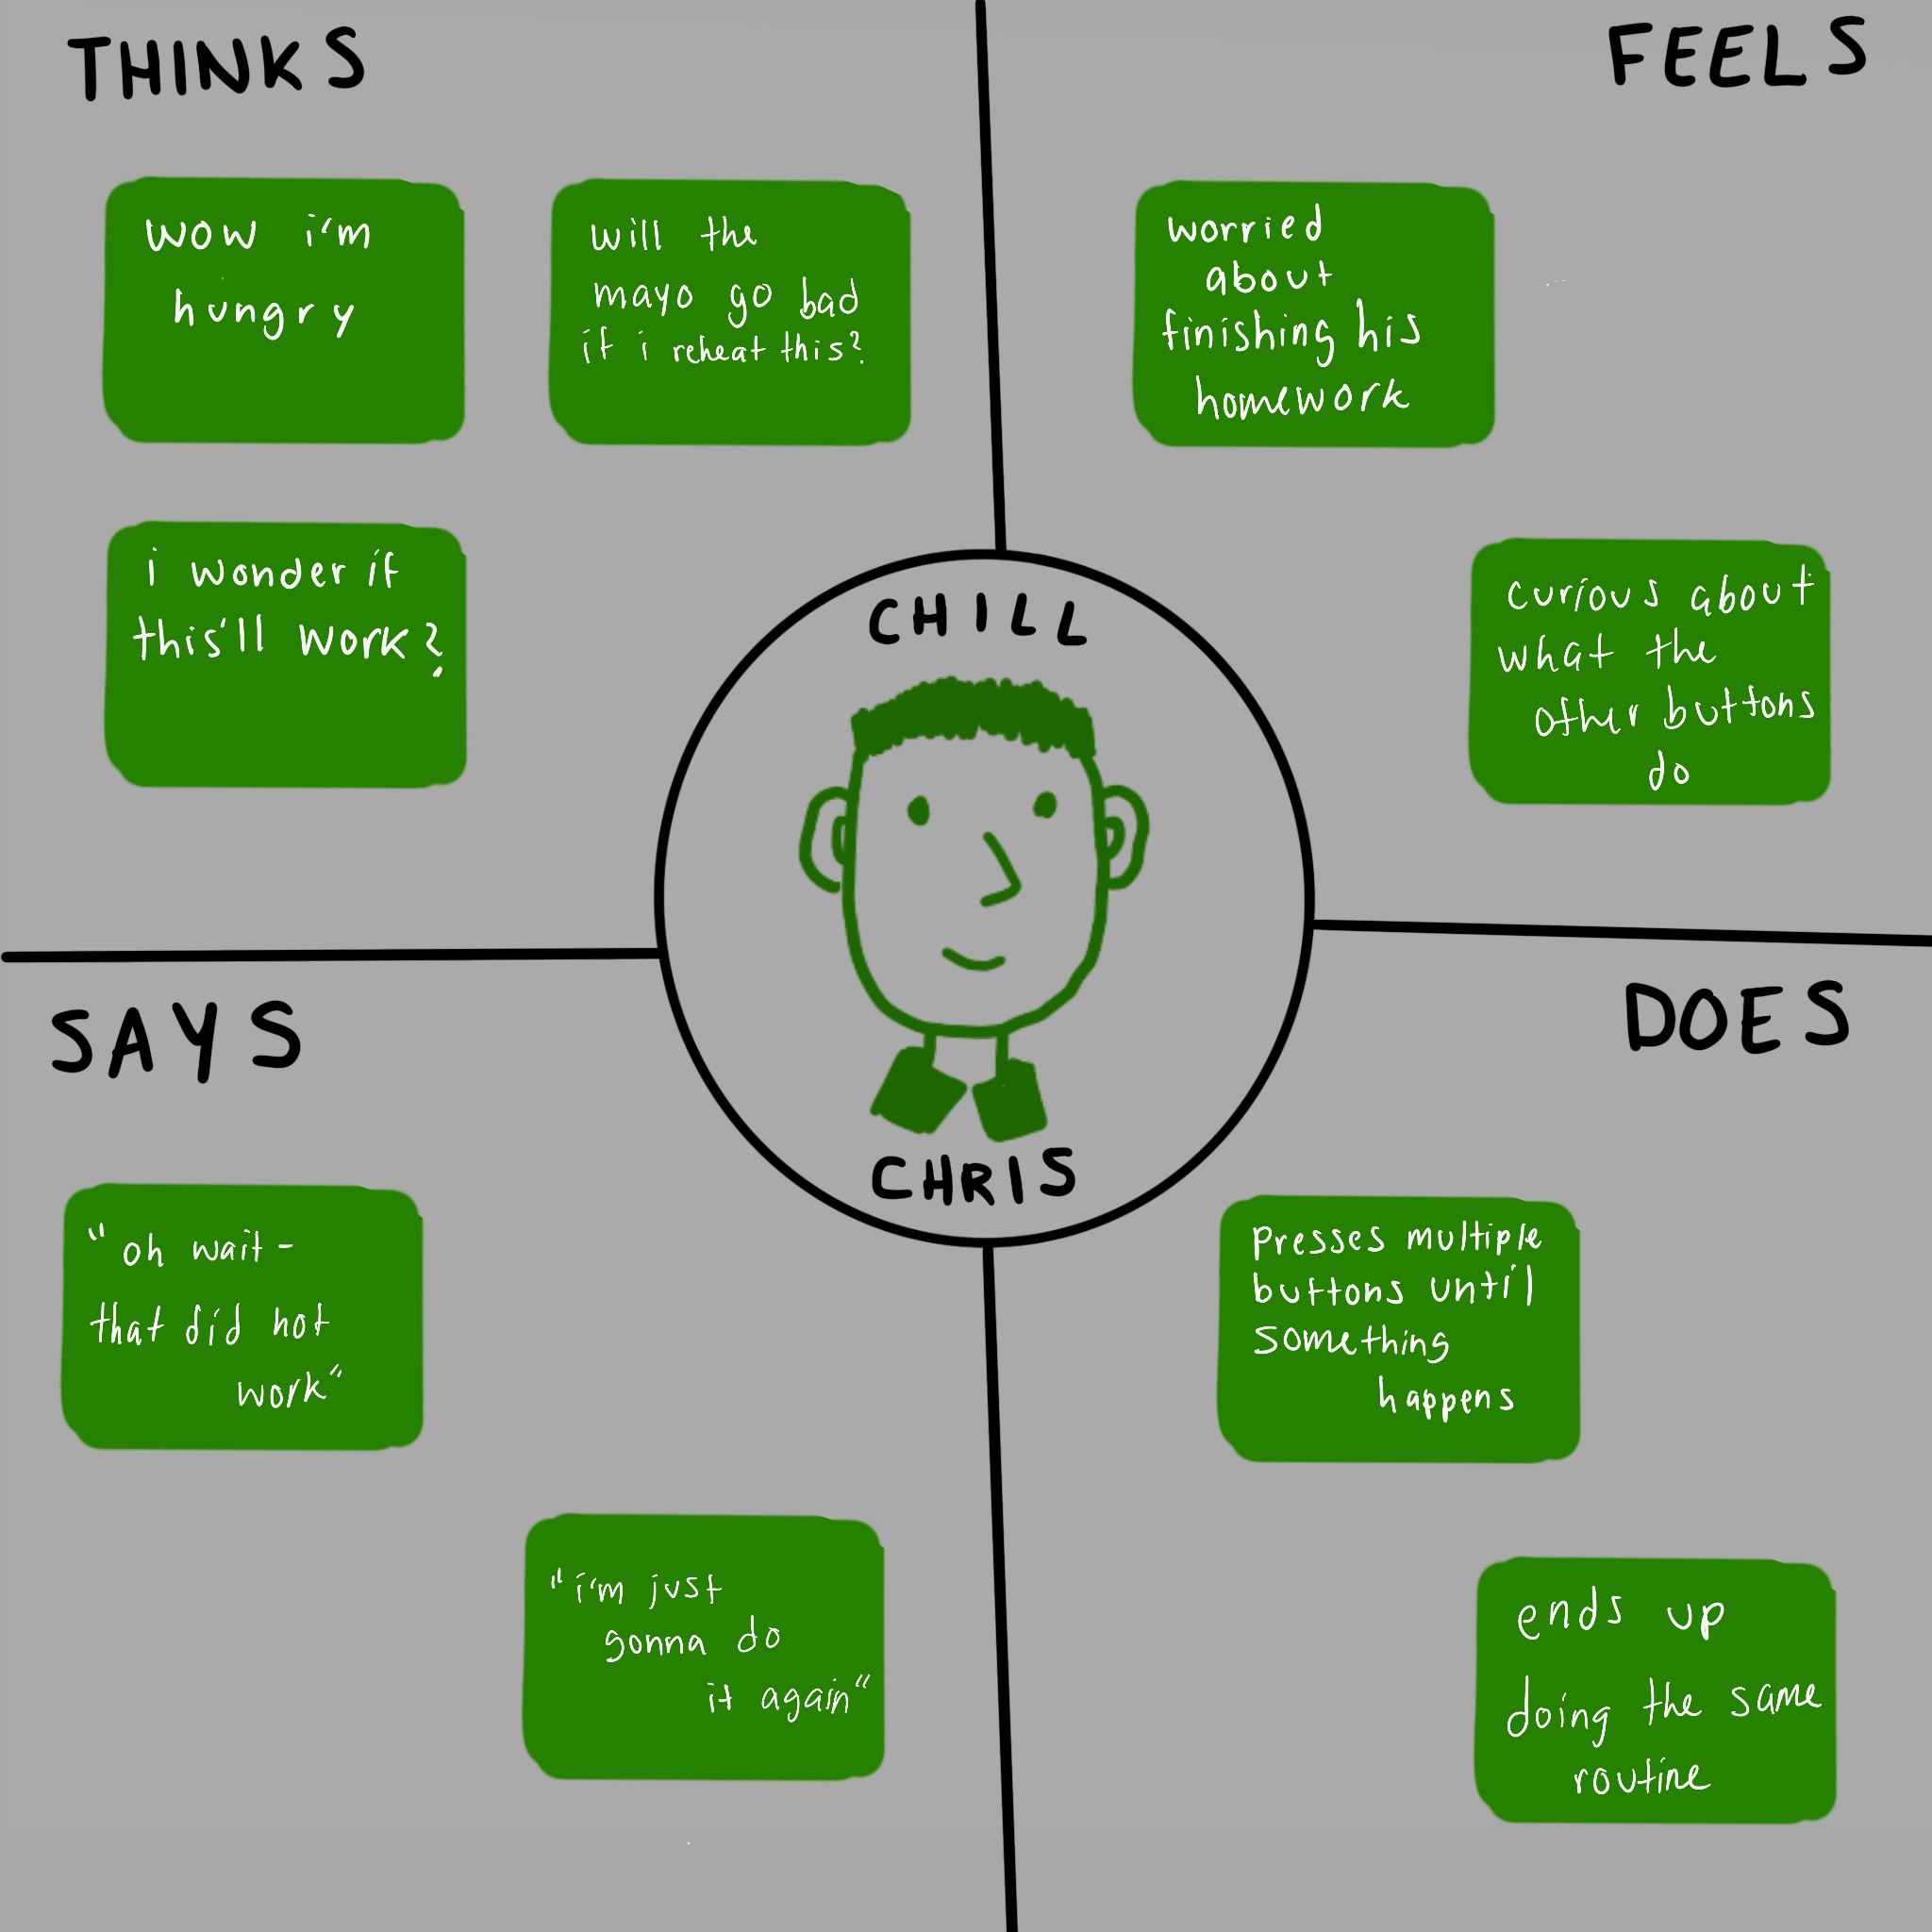 THINKS
wow i'm
hungry
will the
mayo go bad
if i reheat this?
i wonder if
this'll work?
FEELS
worried
about
finishing his
homework
curious about
what the
other buttons
do
CHILL
CHRIS
SAYS
"oh wait-
that did not
work"
"i'm just
gonna do
it again"
DOES
presses multiple
buttons until
something
happens
ends up
doing the same
routine